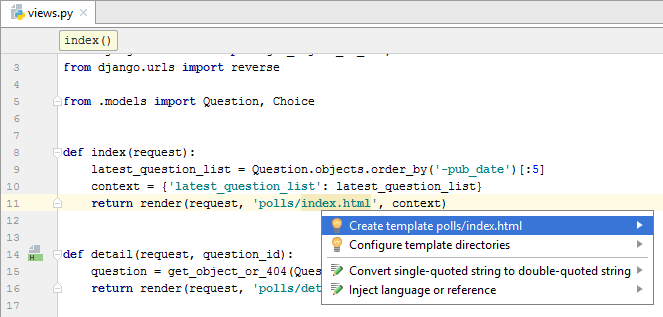 views.py
index()
3 from django.urls import reverse
4
5 from .models import Question, Choice
6
7
8 def index(request):
9 latest_question_list = Question.objects.order_by('-pub_date')[:5]
10 context = {'latest_question_list': latest_question_list}
11 return render(request, 'polls/index.html', context)
12
Create template polls/index.html
13
Configure template directories
14 H def detail(request, question_id):
15 question = get_object_or_404(Ques
Convert single-quoted string to double-quoted string
16 return render(request, 'polls/det
Inject language or reference
17